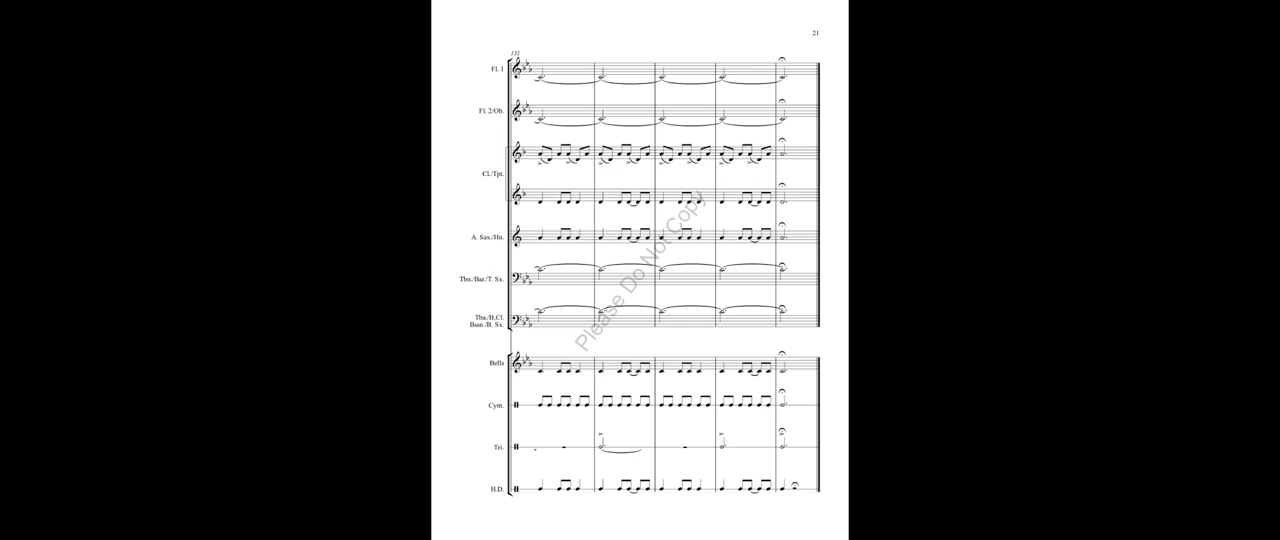 21
131
Fl. 1
Fl. 2/Ob.
Cl./Tpt.
A. Sax./Hn.
Tbn./Bar./T. Sx.
Tba./B.Cl.
Bssn./B. Sx.
Bells
Cym.
Tri.
H.D.
Please Do Not Copy